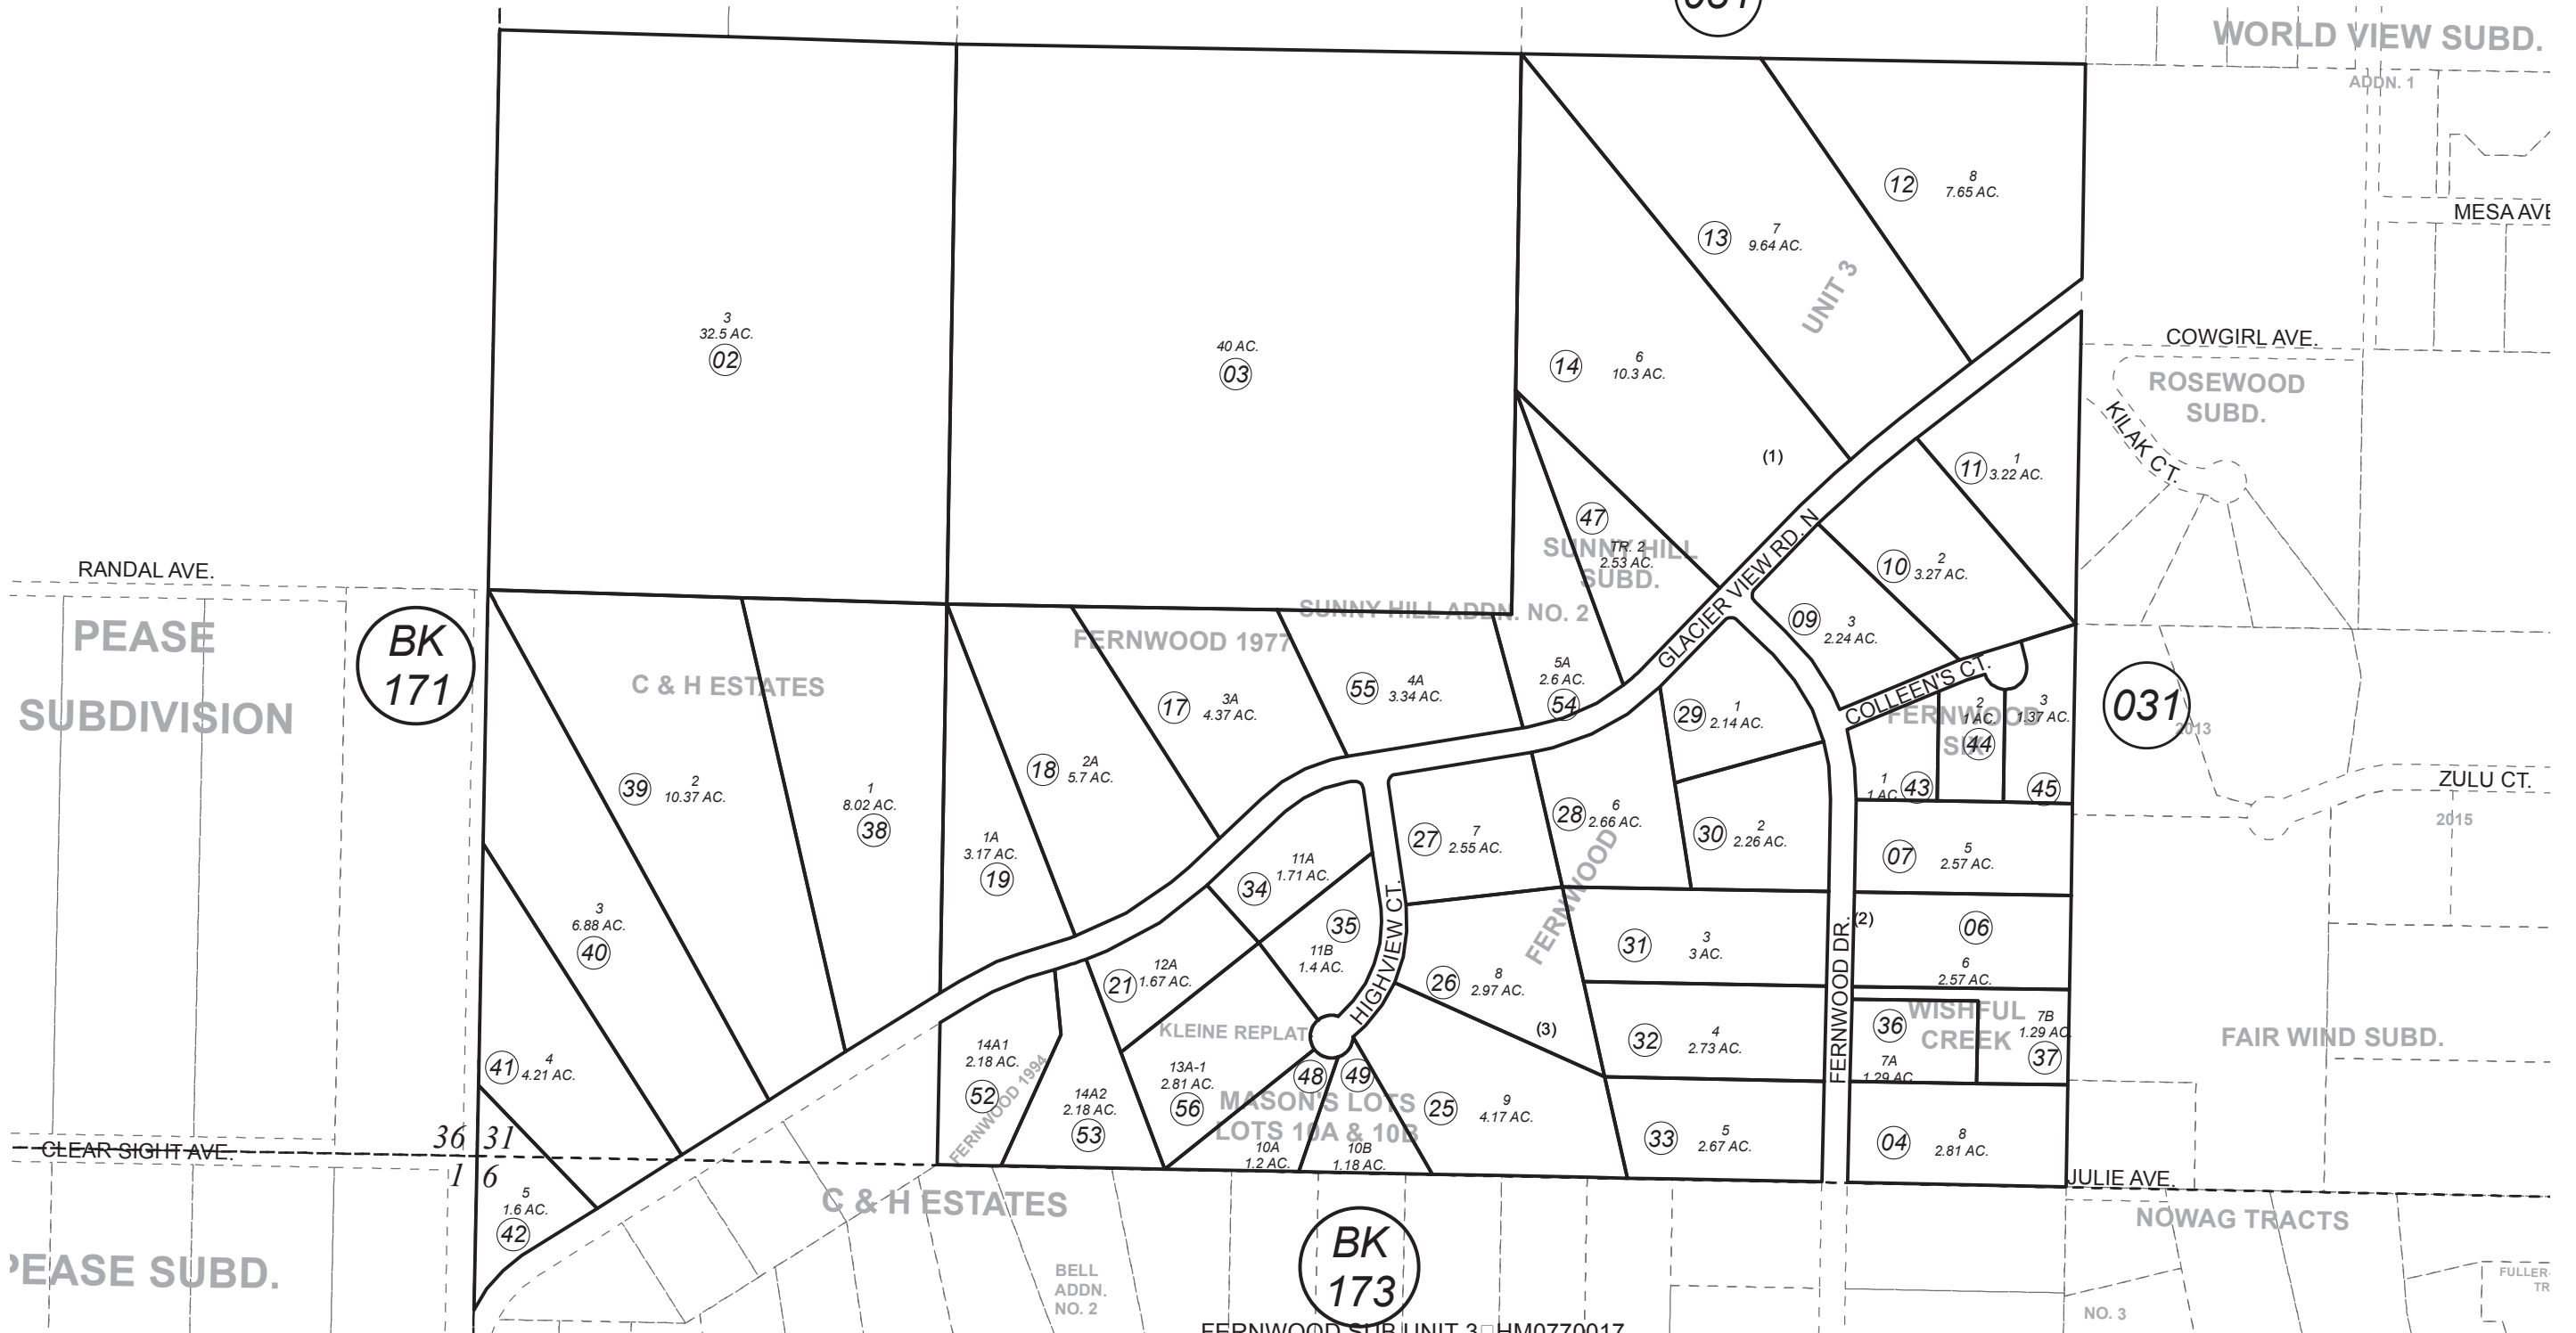 WORLD VIEW SUBD.
ADDN. 1
MESA AVE
8
12
7.65 AC.
7
13
9.64 AC.
UNIT 3
3
32.5 AC.
02
40 AC.
03
6
14
10.3 AC.
(1)
COWGIRL AVE.
ROSEWOOD
SUBD.
KILAK CT.
1
11
3.22 AC.
2
10
3.27 AC.
47
TR. 2
2.53 AC.
SUNNY HILL
SUBD.
GLACIER VIEW RD. N
RANDAL AVE.
PEASE
SUBDIVISION
BK
171
SUNNY HILL ADDN. NO. 2
FERNWOOD 1977
C & H ESTATES
09
3
2.24 AC.
COLLEEN'S CT.
FERNWOOD
SIX
2
1 AC.
44
3
1.37 AC.
45
1
1 AC.
43
031
2013
ZULU CT.
2015
5A
2.6 AC.
54
55
4A
3.34 AC.
17
3A
4.37 AC.
18
2A
5.7 AC.
29
1
2.14 AC.
39
2
10.37 AC.
1
8.02 AC.
38
1A
3.17 AC.
19
28
6
2.66 AC.
27
7
2.55 AC.
30
2
2.26 AC.
07
5
2.57 AC.
FERNWOOD
11A
1.71 AC.
34
35
11B
1.4 AC.
HIGHVIEW CT.
3
6.88 AC.
40
31
3
3 AC.
FERNWOOD DR.
(2)
06
6
2.57 AC.
21
12A
1.67 AC.
26
8
2.97 AC.
(3)
KLEINE REPLAT
32
4
2.73 AC.
WISHFUL
CREEK
36
7A
1.29 AC.
7B
1.29 AC.
37
FAIR WIND SUBD.
41
4
4.21 AC.
14A1
2.18 AC.
52
FERNWOOD 1994
14A2
2.18 AC.
53
13A-1
2.81 AC.
56
48
49
MASON'S LOTS
LOTS 10A & 10B
10A
1.2 AC.
10B
1.18 AC.
25
9
4.17 AC.
33
5
2.67 AC.
04
8
2.81 AC.
36 31
CLEAR SIGHT AVE.
1 6
JULIE AVE.
5
1.6 AC.
42
C & H ESTATES
NOWAG TRACTS
PEASE SUBD.
BELL
ADDN.
NO. 2
BK
173
NO. 3
FERNWOOD SUB UNIT 3 HM0770017